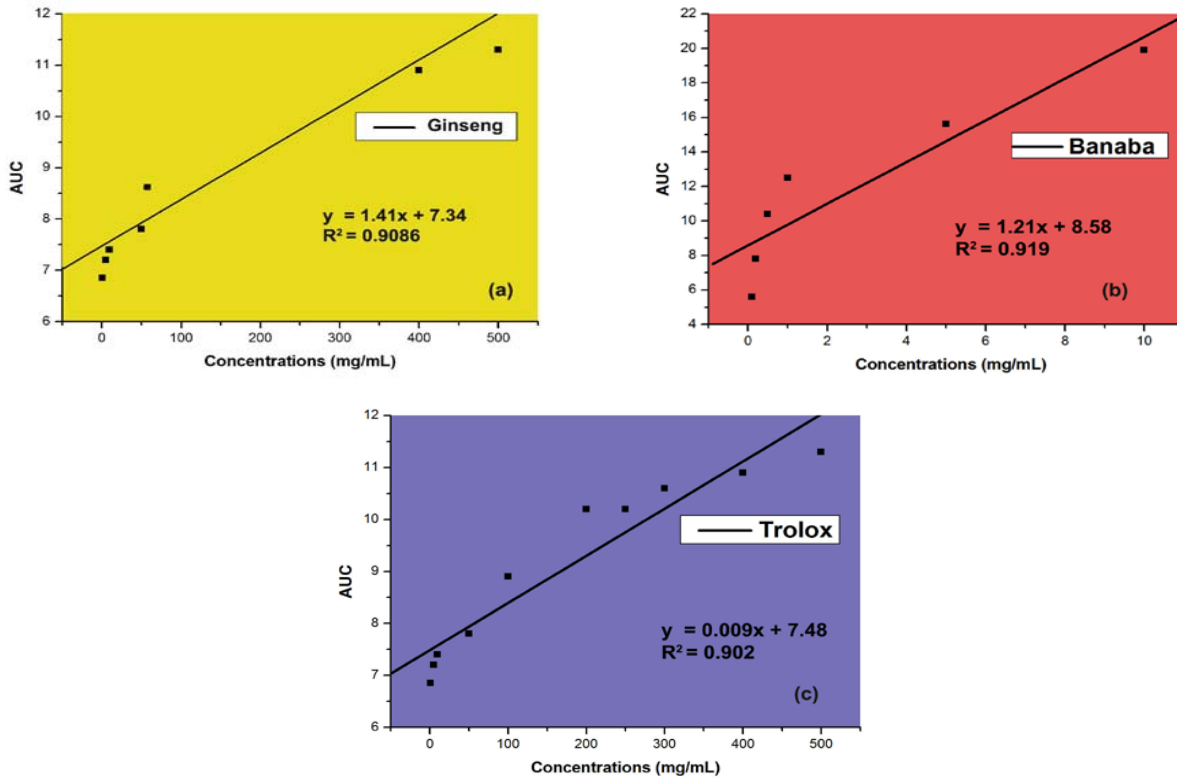 12
11
10
9
8
7
6
AUC
0
100
200
300
400
500
Concentrations (mg/mL)
Ginseng
y = 1.41x + 7.34
R² = 0.9086
(a)
22
20
18
16
14
12
10
8
6
4
AUC
0
2
4
6
8
10
Concentrations (mg/mL)
Banaba
y = 1.21x + 8.58
R² = 0.919
(b)
12
11
10
9
8
7
6
AUC
0
100
200
300
400
500
Concentrations (mg/mL)
Trolox
y = 0.009x + 7.48
R² = 0.902
(c)